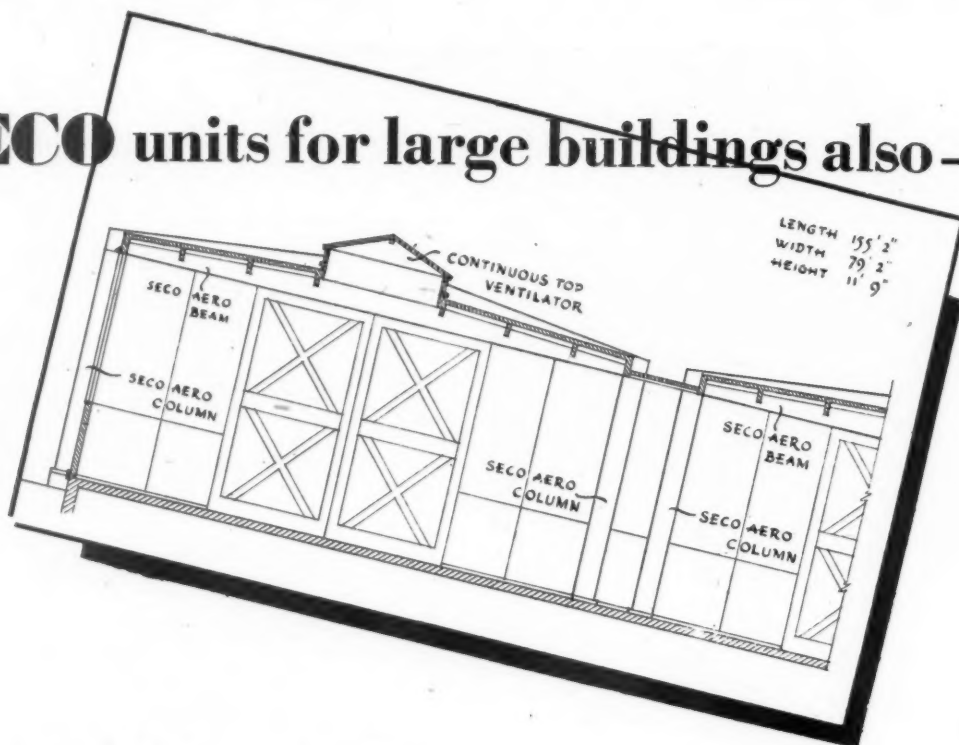 ECO units for large buildings also—
LENGTH 155' 2"
WIDTH 79' 2"
HEIGHT 11' 9"
CONTINUOUS TOP
VENTILATOR
SECO AERO
BEAM
SECO AERO
COLUMN
SECO AERO
COLUMN
SECO AERO
BEAM
SECO AERO
COLUMN